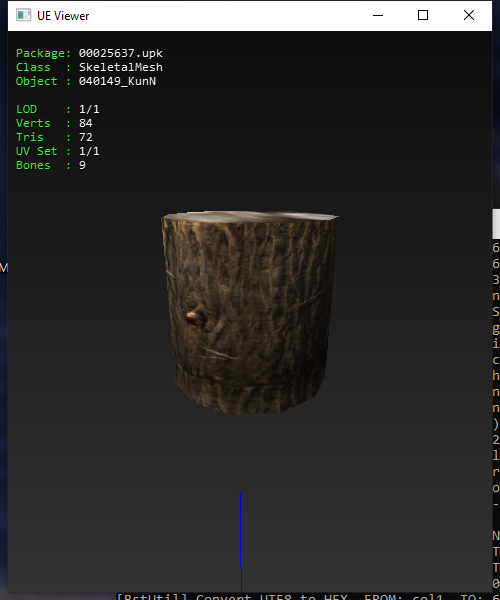 UE Viewer
Package: 00025637.upk
Class : SkeletalMesh
Object : 040149_KunN
LOD : 1/1
Verts : 84
Tris : 72
UV Set : 1/1
Bones : 9
M
6
6
3
n
S
g
i
c
h
n
n
)
2
l
r
o
-
N
T
T
0
[BstUtil] Convert UTF8 to HEX. FROM: col1, TO: 6